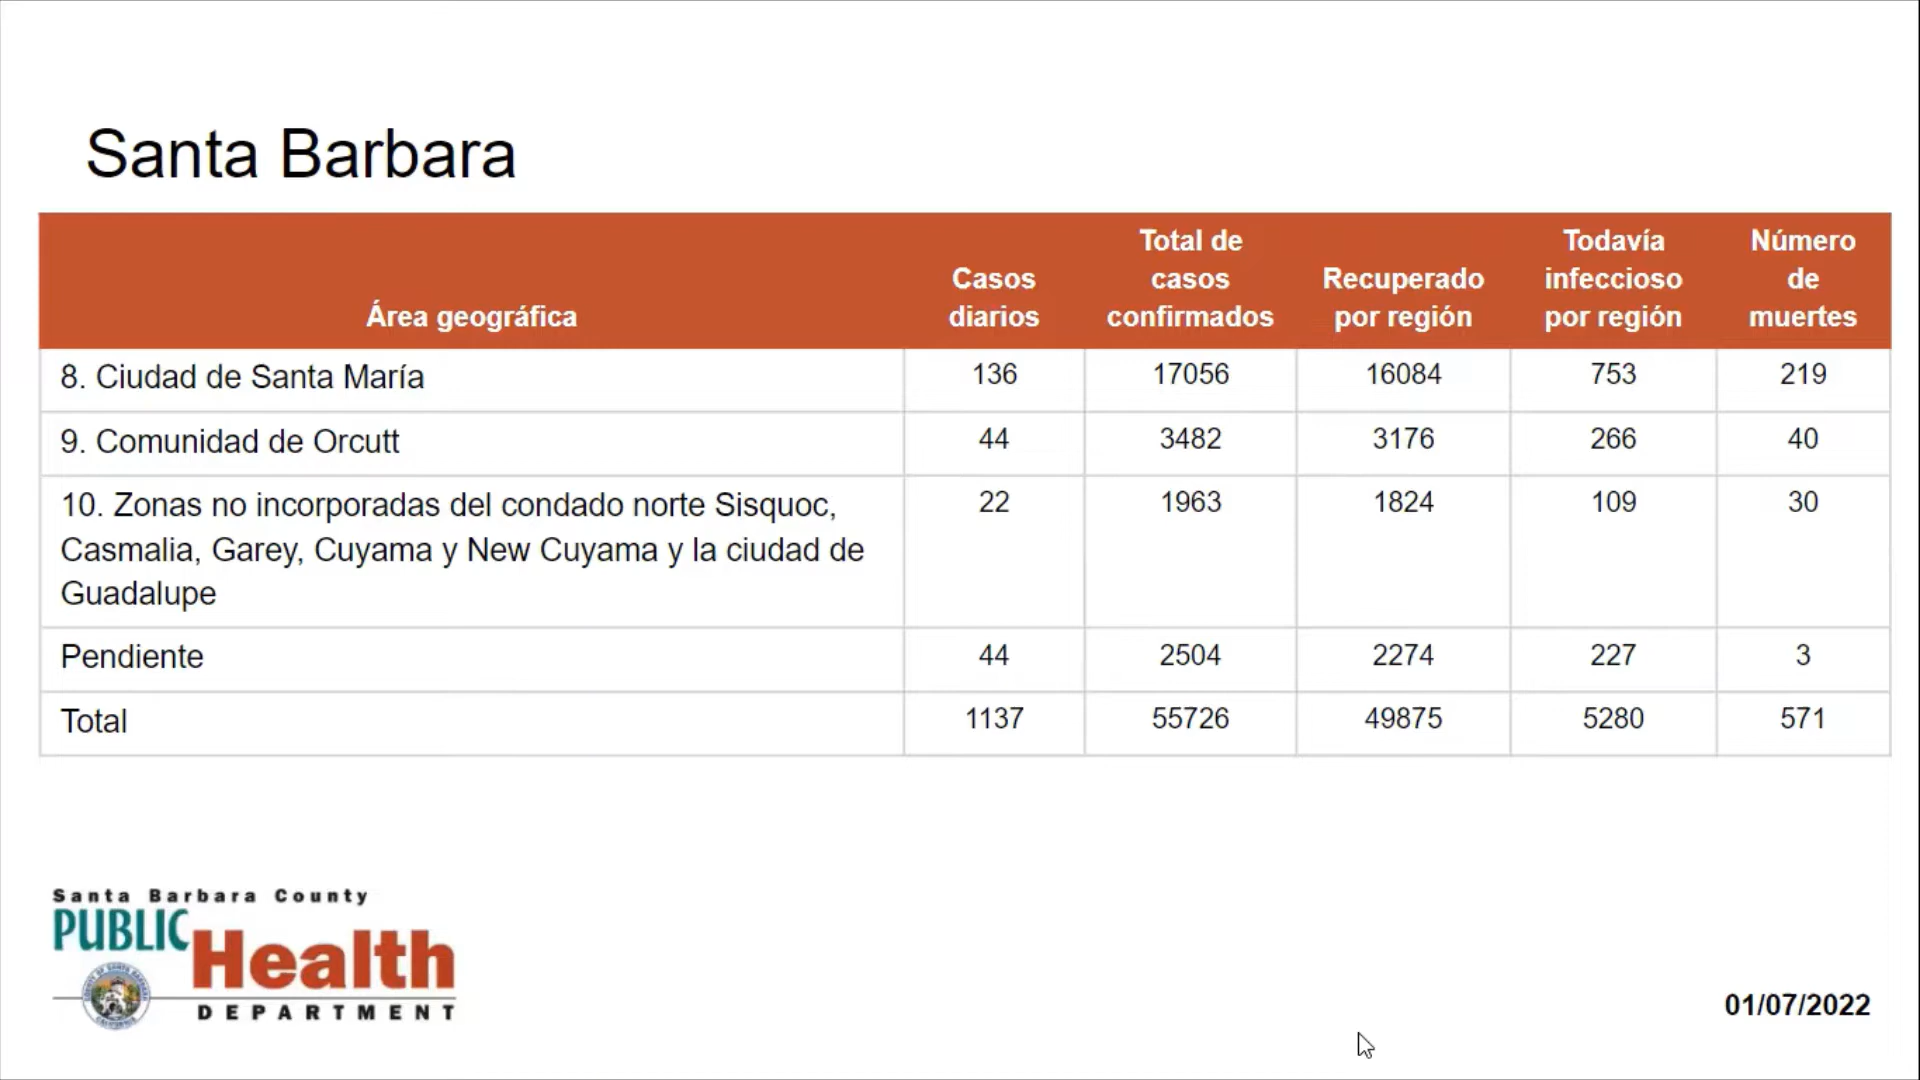 Santa Barbara
Área geográfica
Casos
diarios
Total de
casos
confirmados
Recuperado
por región
Todavía
infeccioso
por región
Número
de
muertes
8. Ciudad de Santa María
136
17056
16084
753
219
9. Comunidad de Orcutt
44
3482
3176
266
40
10. Zonas no incorporadas del condado norte Sisquoc,
Casmalia, Garey, Cuyama y New Cuyama y la ciudad de
Guadalupe
22
1963
1824
109
30
Pendiente
44
2504
2274
227
3
Total
1137
55726
49875
5280
571
Santa Barbara County
PUBLIC
Health
DEPARTMENT
01/07/2022